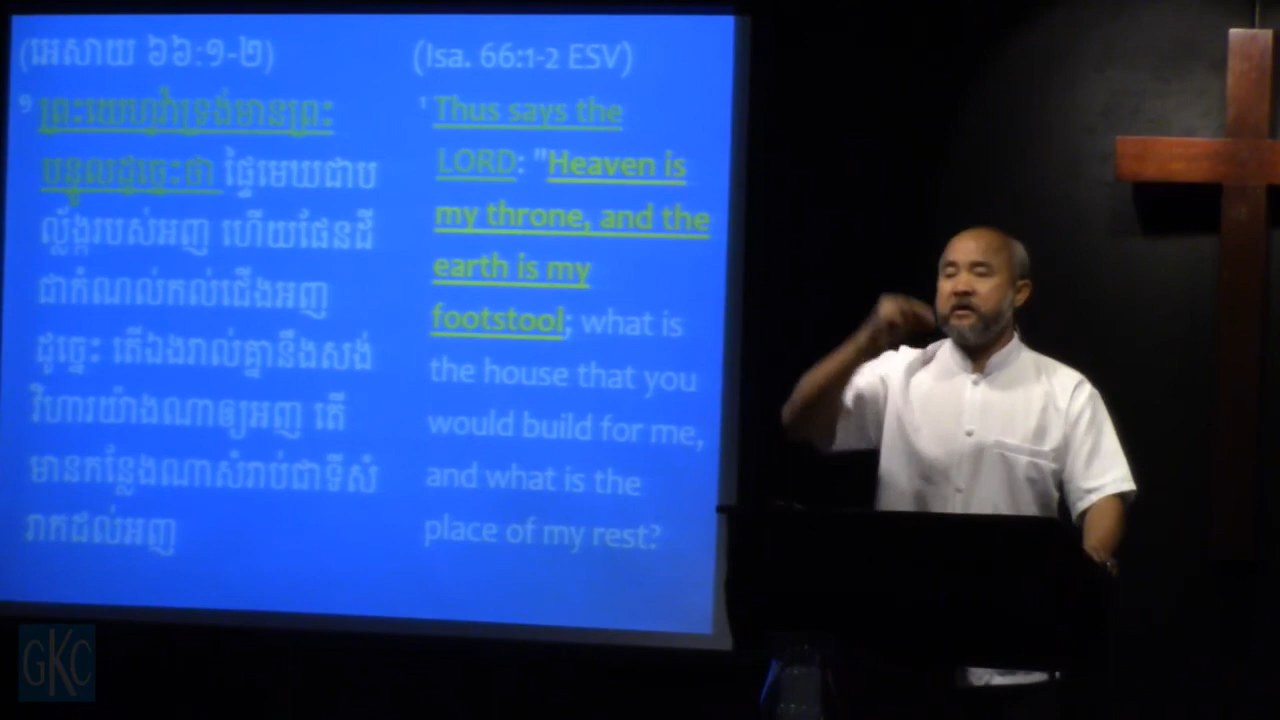 (អេសាយ ៦៦:១-២)
១ ព្រះយេហូវ៉ាទ្រង់មានព្រះ
បន្ទូលដូច្នេះថា ផ្ទៃមេឃជាប
ល្ល័ង្ករបស់អញ ហើយផែនដី
ជាកំណល់កល់ជើងអញ
ដូច្នេះ តើឯងរាល់គ្នានឹងសង់
វិហារយ៉ាងណាឲ្យអញ តើ
មានកន្លែងណាសំរាប់ជាទីសំ
រាកដល់អញ
(Isa. 66:1-2 ESV)
1 Thus says the
LORD: "Heaven is
my throne, and the
earth is my
footstool; what is
the house that you
would build for me,
and what is the
place of my rest?
GKC